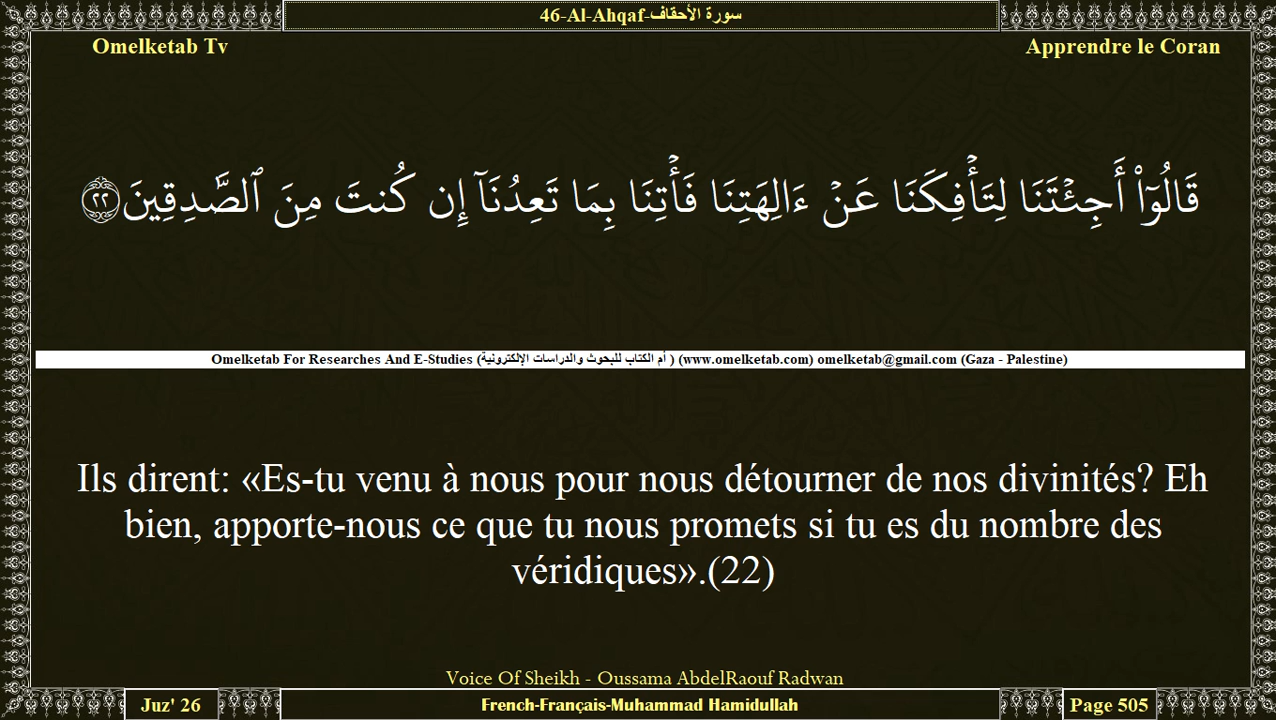 46-Al-Ahqaf-سورة الأحقاف
Omelketab Tv
Apprendre le Coran
قَالُوٓا۟ أَجِئْتَنَا لِتَأْفِكَنَا عَنْ ءَالِهَتِنَا فَأْتِنَا بِمَا تَعِدُنَآ إِن كُنتَ مِنَ ٱلصَّٰدِقِينَ ٢٢
Omelketab For Researches And E-Studies (أم الكتاب للبحوث والدراسات الإلكترونية ) (www.omelketab.com) omelketab@gmail.com (Gaza - Palestine)
Ils dirent: «Es-tu venu à nous pour nous détourner de nos divinités? Eh
bien, apporte-nous ce que tu nous promets si tu es du nombre des
véridiques».(22)
Voice Of Sheikh - Oussama AbdelRaouf Radwan
Juz' 26
French-Français-Muhammad Hamidullah
Page 505